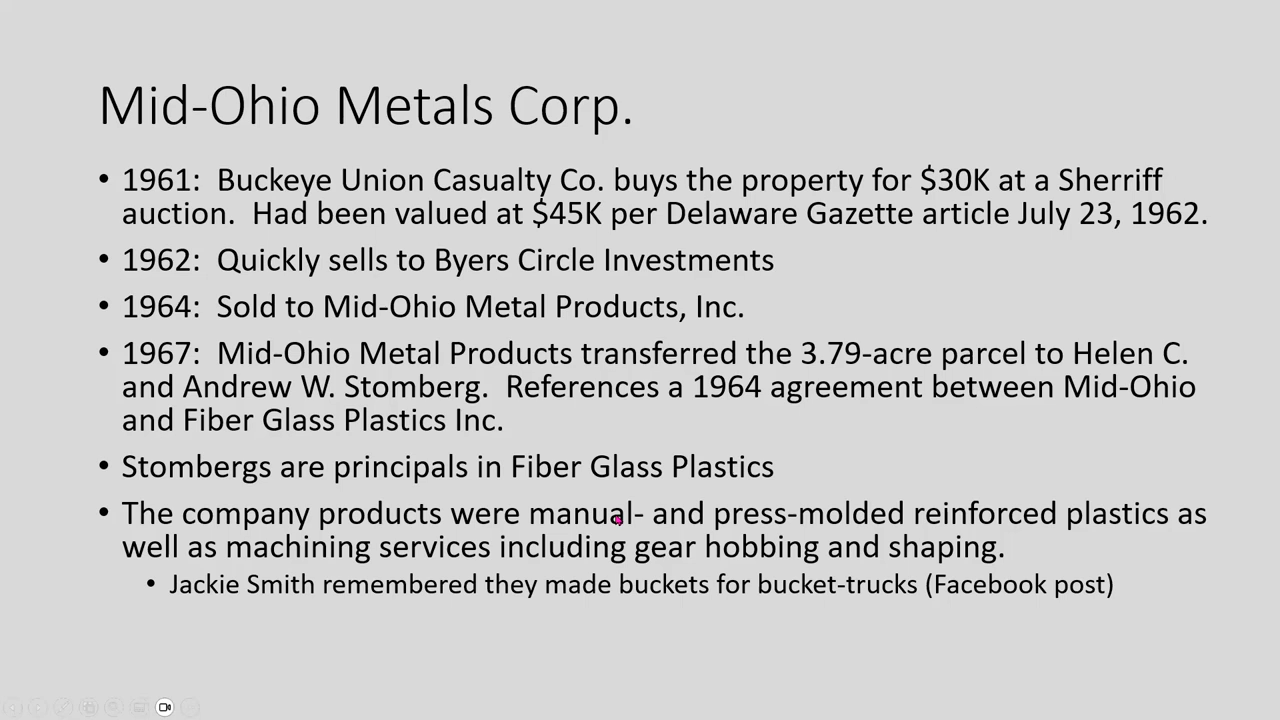 Mid-Ohio Metals Corp.
• 1961:  Buckeye Union Casualty Co. buys the property for $30K at a Sherriff
auction.  Had been valued at $45K per Delaware Gazette article July 23, 1962.
• 1962:  Quickly sells to Byers Circle Investments
• 1964:  Sold to Mid-Ohio Metal Products, Inc.
• 1967:  Mid-Ohio Metal Products transferred the 3.79-acre parcel to Helen C.
and Andrew W. Stomberg.  References a 1964 agreement between Mid-Ohio
and Fiber Glass Plastics Inc.
• Stombergs are principals in Fiber Glass Plastics
• The company products were manual- and press-molded reinforced plastics as
well as machining services including gear hobbing and shaping.
• Jackie Smith remembered they made buckets for bucket-trucks (Facebook post)